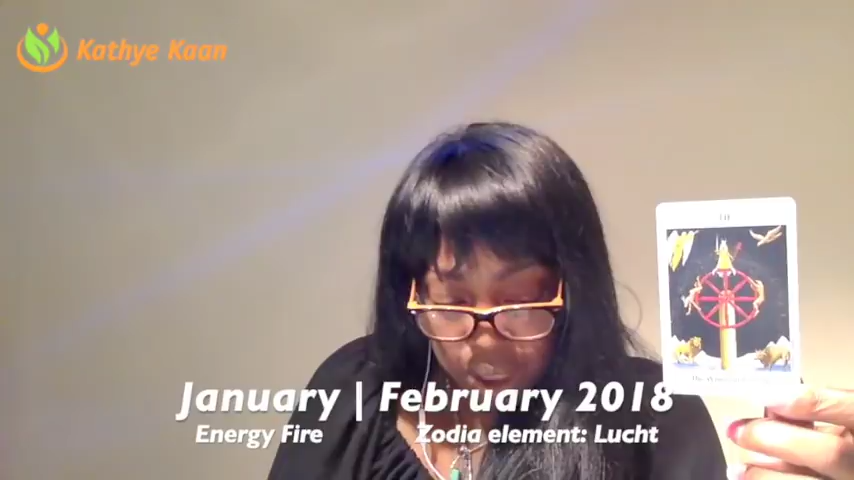 Kathye Kaan
January | February 2018
Energy Fire
Zodia element: Lucht